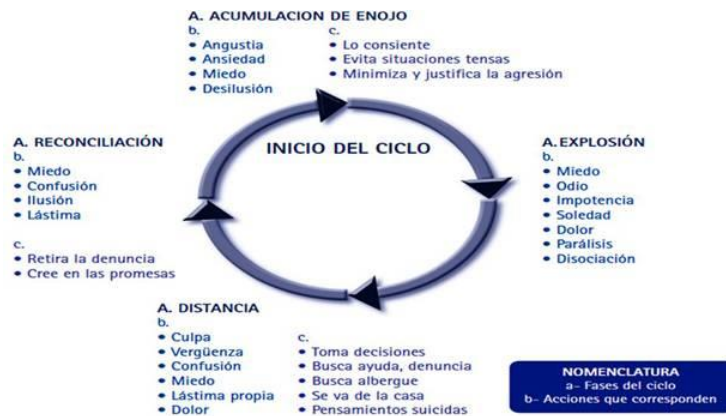 A. ACUMULACION DE ENOJO
b.
• Angustia
• Ansiedad
• Miedo
• Desilusión
c.
• Lo consiente
• Evita situaciones tensas
• Minimiza y justifica la agresión
INICIO DEL CICLO
A. EXPLOSIÓN
b.
• Miedo
• Odio
• Impotencia
• Soledad
• Dolor
• Parálisis
• Disociación
A. DISTANCIA
b.
• Culpa
• Vergüenza
• Confusión
• Miedo
• Lástima propia
• Dolor
c.
• Toma decisiones
• Busca ayuda, denuncia
• Busca albergue
• Se va de la casa
• Pensamientos suicidas
A. RECONCILIACIÓN
b.
• Miedo
• Confusión
• Ilusión
• Lástima
c.
• Retira la denuncia
• Cree en las promesas
NOMENCLATURA
a- Fases del ciclo
b- Acciones que corresponden